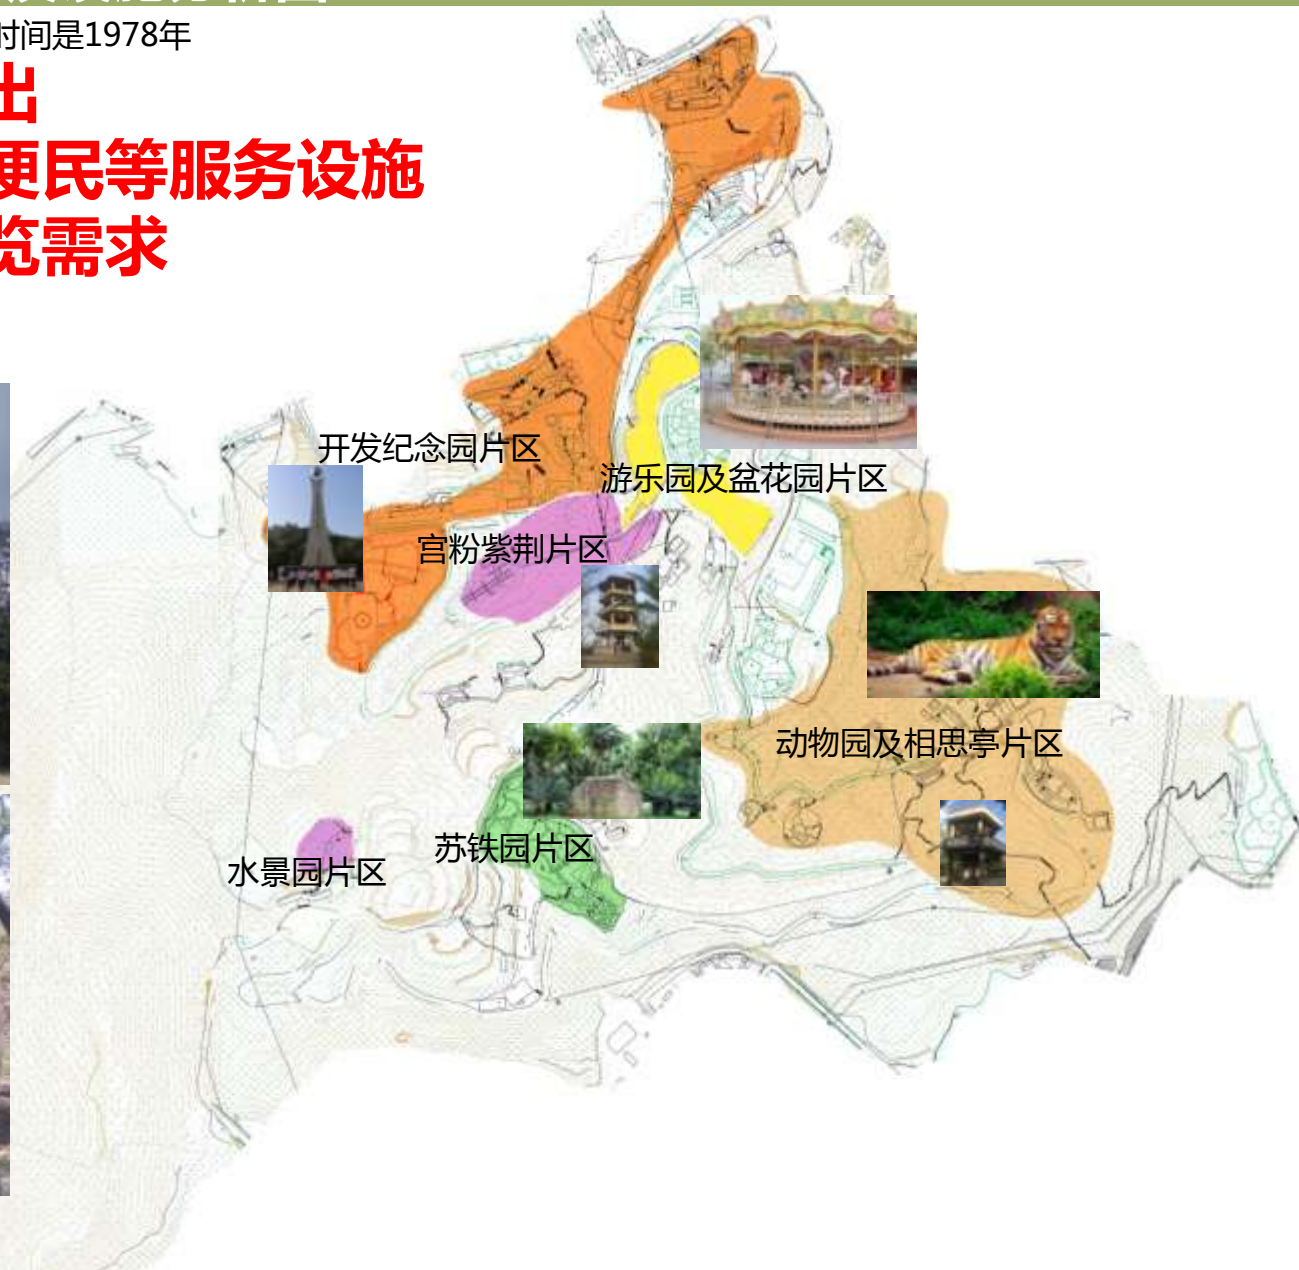 时间是1978年
出
便民等服务设施
览需求
开发纪念园片区
游乐园及盆花园片区
宫粉紫荆片区
动物园及相思亭片区
苏铁园片区
水景园片区